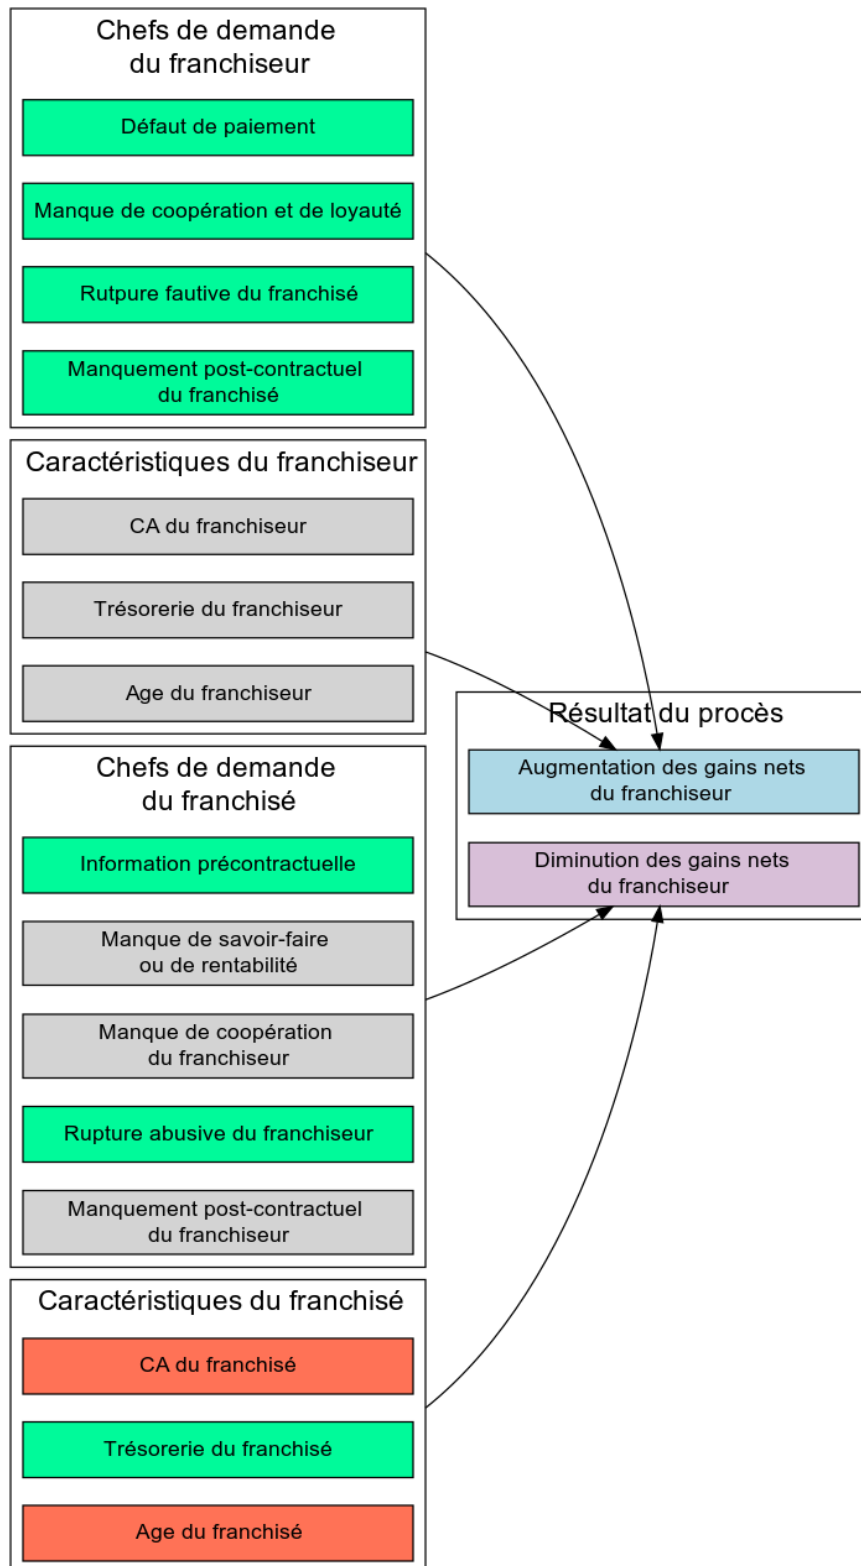 Chefs de demande
du franchiseur
Défaut de paiement
Manque de coopération et de loyauté
Rutpure fautive du franchisé
Manquement post-contractuel
du franchisé
Caractéristiques du franchiseur
CA du franchiseur
Trésorerie du franchiseur
Age du franchiseur
Chefs de demande
du franchisé
Information précontractuelle
Manque de savoir-faire
ou de rentabilité
Manque de coopération
du franchiseur
Rupture abusive du franchiseur
Manquement post-contractuel
du franchiseur
Caractéristiques du franchisé
CA du franchisé
Trésorerie du franchisé
Age du franchisé
Résultat du procès
Augmentation des gains nets
du franchiseur
Diminution des gains nets
du franchiseur